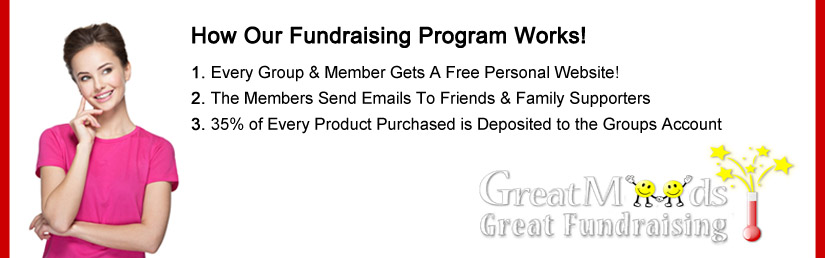 How Our Fundraising Program Works!
1. Every Group & Member Gets A Free Personal Website!
2. The Members Send Emails To Friends & Family Supporters
3. 35% of Every Product Purchased is Deposited to the Groups Account
GreatMoods
Great Fundraising